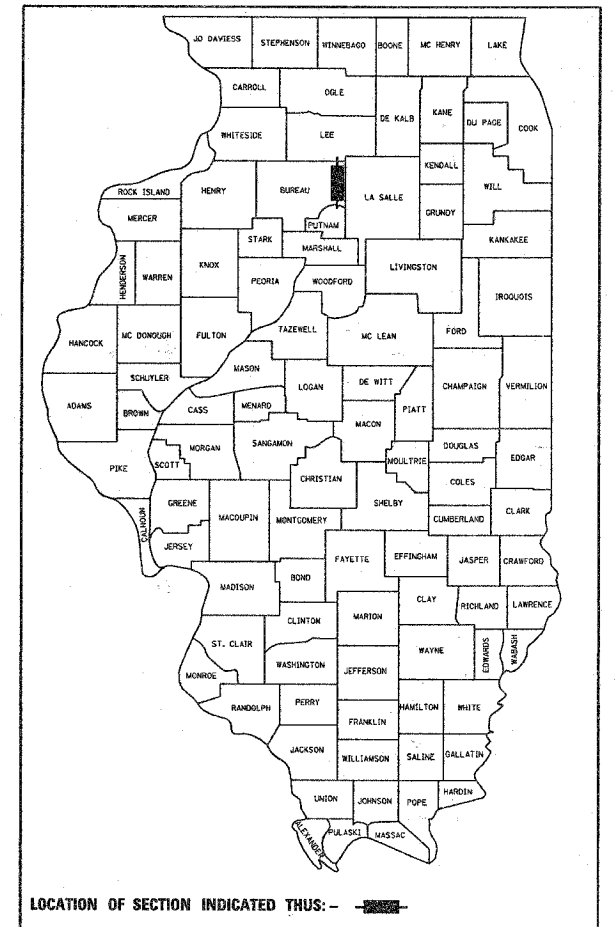 JO DAVIESS STEPHENSON WINNEBAGO BOONE MC HENRY LAKE
CARROLL OGLE DE KALB KANE DU PAGE COOK
WHITESIDE LEE
KENDALL WILL
ROCK ISLAND HENRY BUREAU LA SALLE GRUNDY
MERCER PUTNAM
STARK MARSHALL KANKAKEE
HENDERSON WARREN KNOX PEORIA WOODFORD LIVINGSTON IROQUOIS
HANCOCK MC DONOUGH FULTON TAZEWELL MC LEAN FORD
SCHUYLER MASON LOGAN DE WITT CHAMPAIGN VERMILION
ADAMS BROWN CASS MENARD MACON PIATT
PIKE SCOTT MORGAN SANGAMON CHRISTIAN MOULTRIE DOUGLAS EDGAR
COLES
CALHOUN GREENE MACOUPIN MONTGOMERY SHELBY CUMBERLAND CLARK
JERSEY FAYETTE EFFINGHAM JASPER CRAWFORD
MADISON BOND
CLAY RICHLAND LAWRENCE
CLINTON MARION
ST. CLAIR WAYNE EDWARDS WABASH
WASHINGTON JEFFERSON
MONROE
RANDOLPH PERRY HAMILTON WHITE
FRANKLIN
JACKSON WILLIAMSON SALINE GALLATIN
UNION JOHNSON POPE HARDIN
ALEXANDER PULASKI MASSAC
LOCATION OF SECTION INDICATED THUS: -